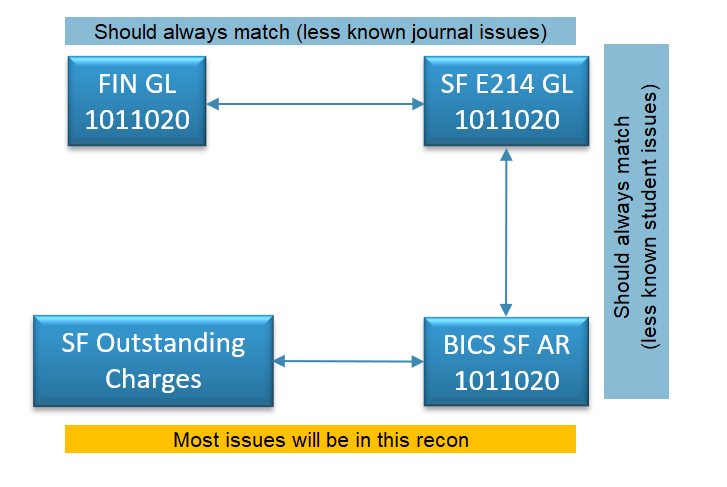 Should always match (less known journal issues)
FIN GL
1011020
SF E214 GL
1011020
Should always match
(less known student issues)
SF Outstanding
Charges
BICS SF AR
1011020
Most issues will be in this recon